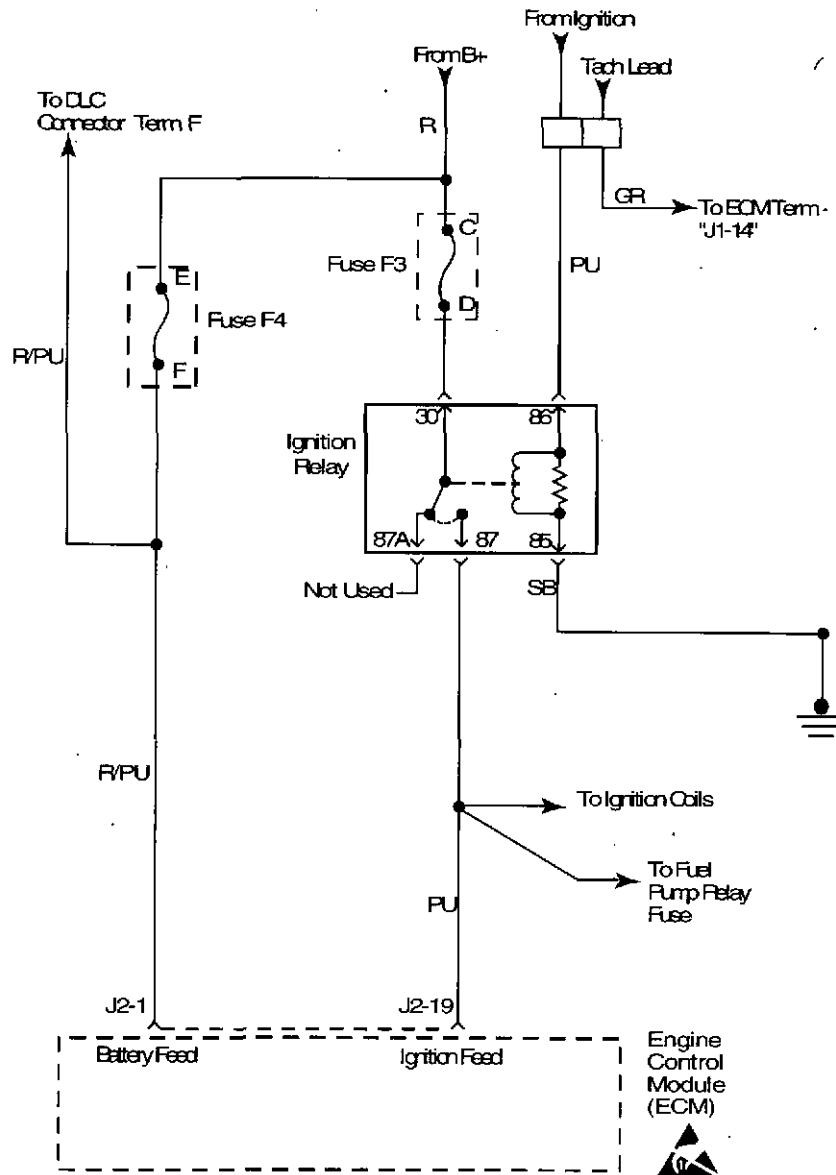 From Ignition
From B+
Tach Lead
To DLC
Connector Term. F
R
GR
To ECM Term.
"J1-14"
C
Fuse F3
D
PU
E
Fuse F4
F
R/PU
30
86
Ignition
Relay
87A
87
85
Not Used
SB
R/PU
To Ignition Coils
To Fuel
Pump Relay
Fuse
PU
J2-1
J2-19
Battery Feed
Ignition Feed
Engine
Control
Module
(ECM)